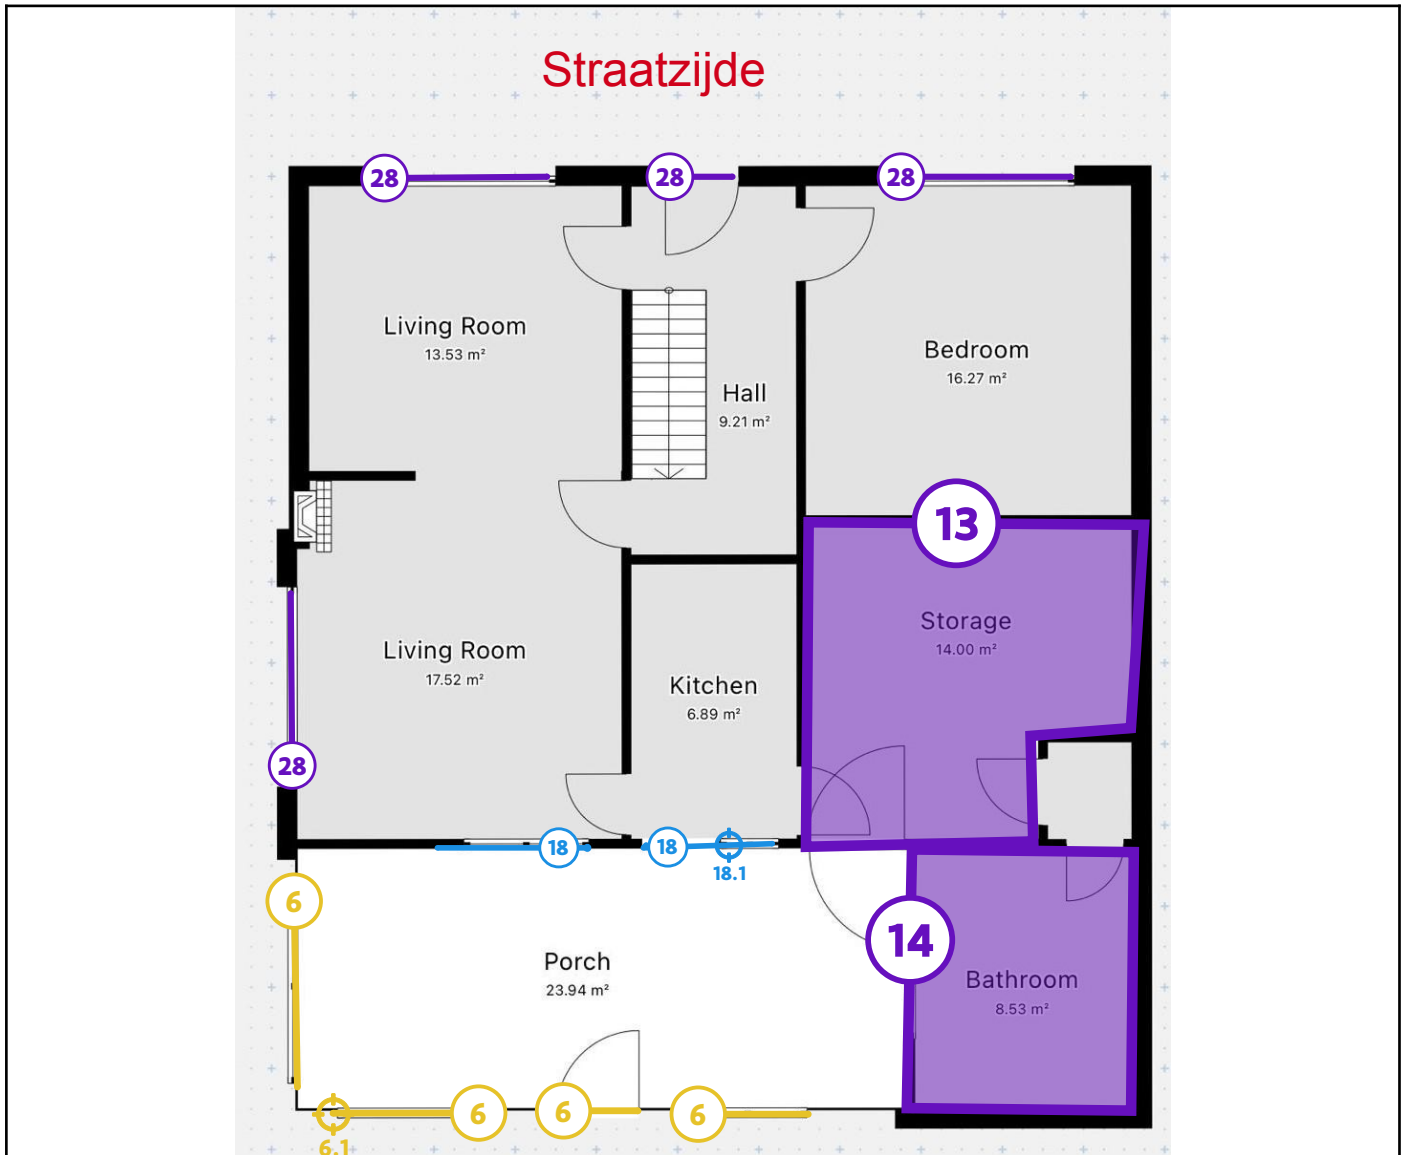 Straatzijde
28
28
28
Living Room
13.53 m²
Bedroom
16.27 m²
Hall
9.21 m²
13
Storage
14.00 m²
Living Room
17.52 m²
Kitchen
6.89 m²
28
18
18
18.1
6
14
Porch
23.94 m²
Bathroom
8.53 m²
6
6
6
6.1